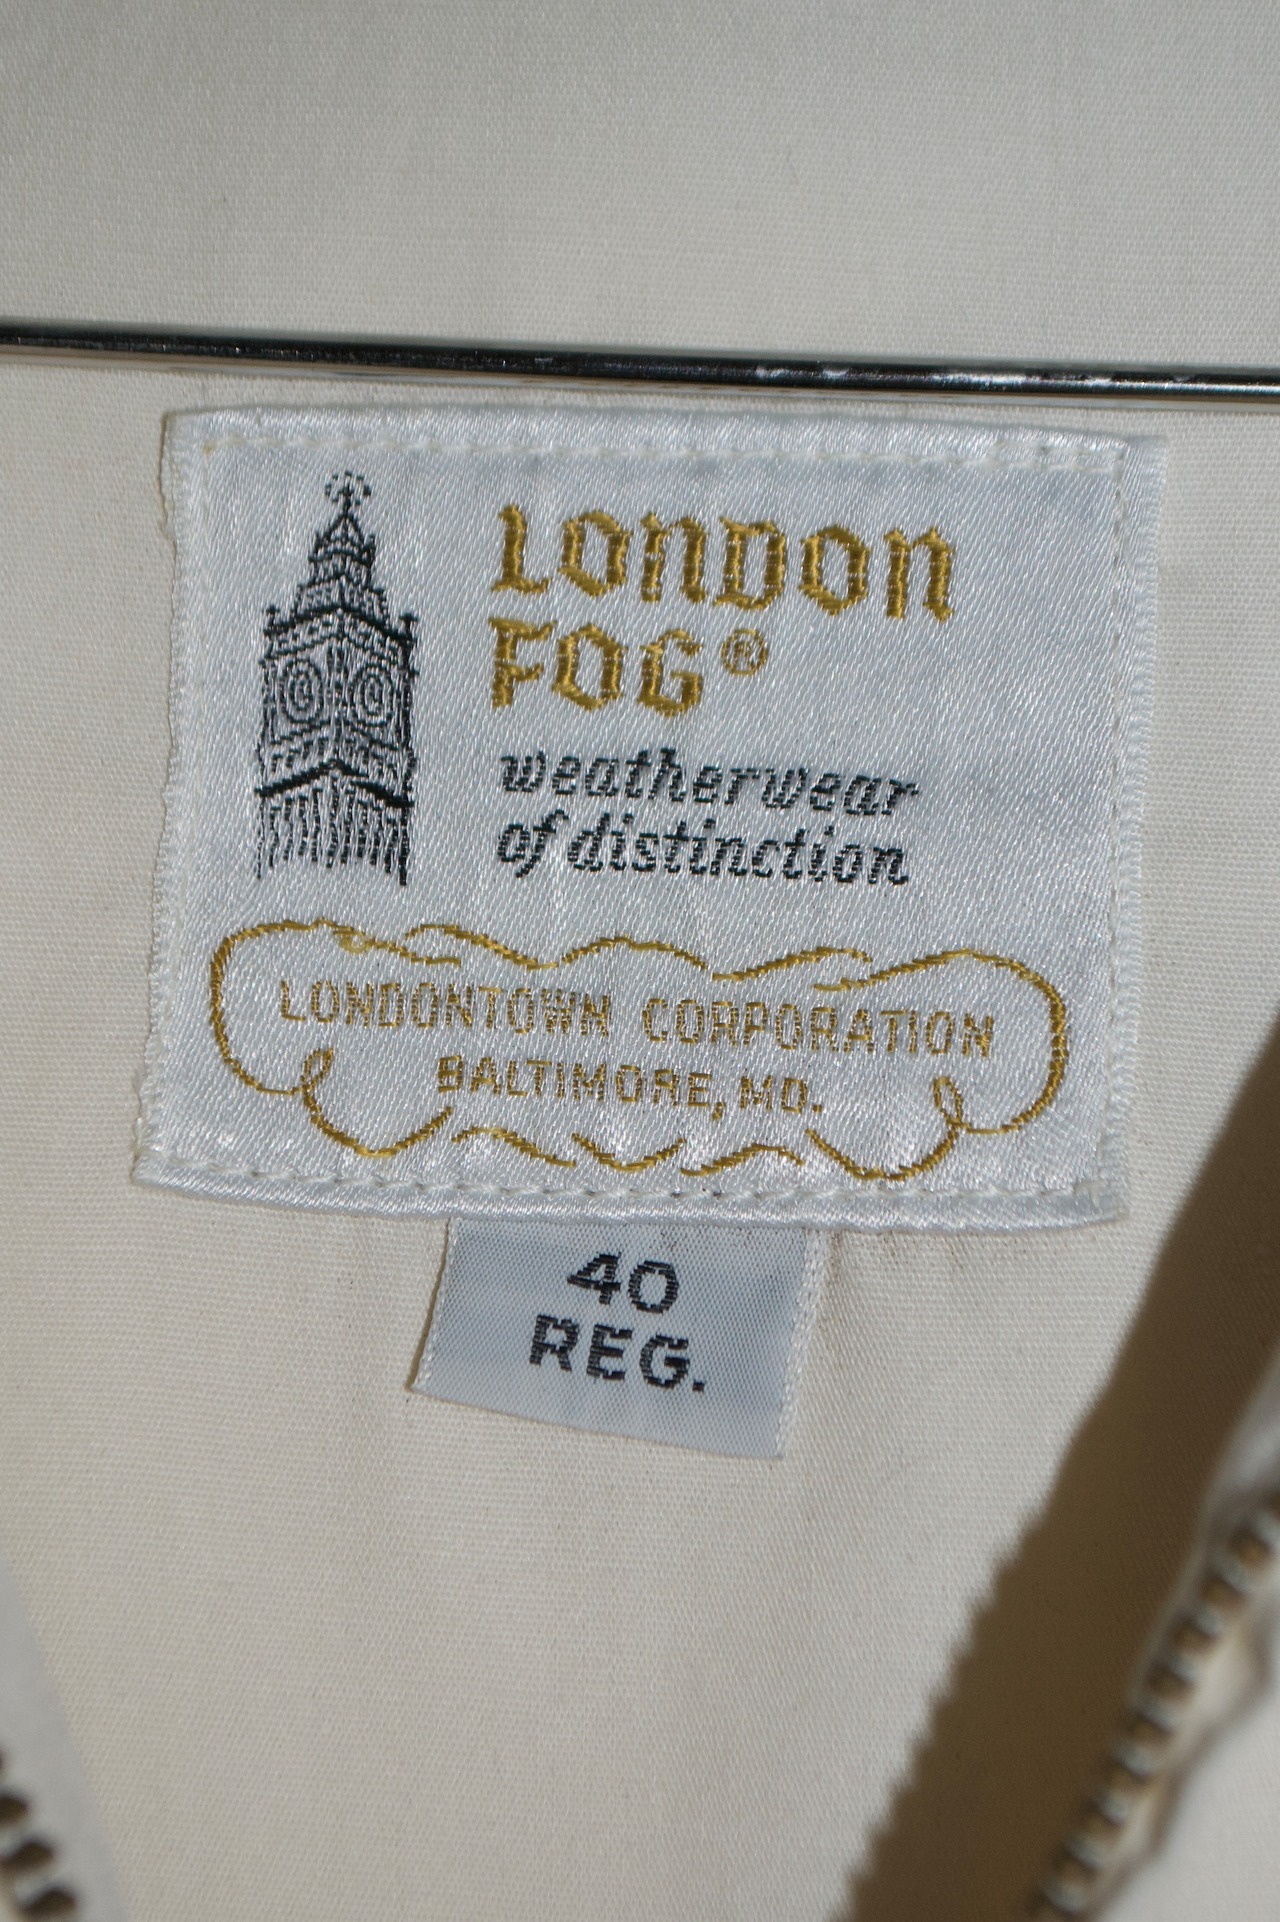 LONDON
FOG®
weatherwear
of distinction
LONDONTOWN CORPORATION
BALTIMORE, MD.
40
REG.